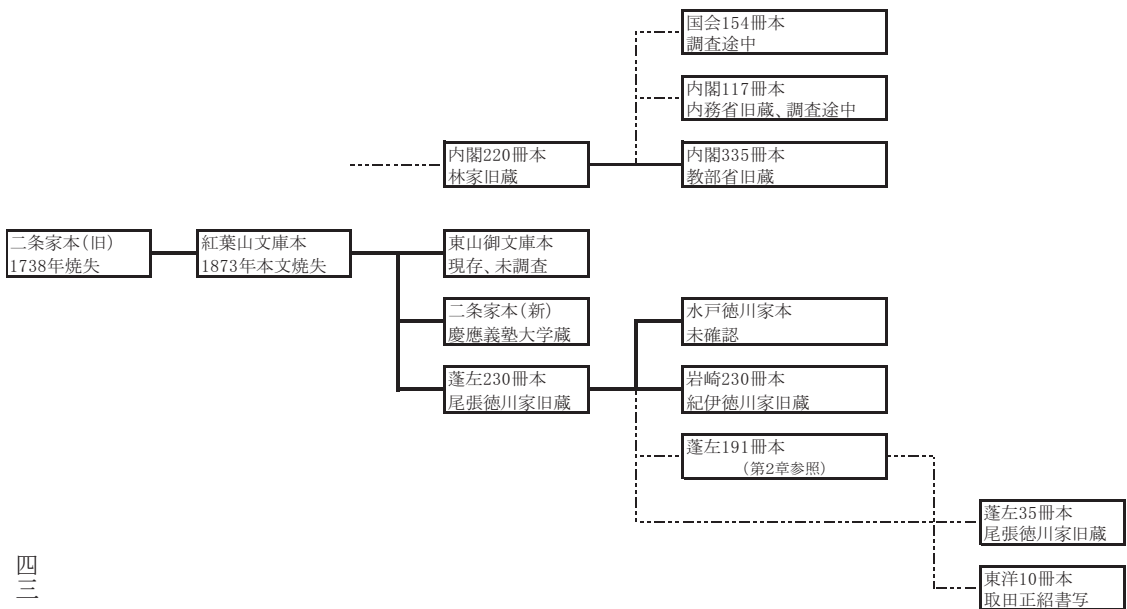 国会154冊本
調査途中
内閣117冊本
内務省旧蔵、調査途中
内閣220冊本
林家旧蔵
内閣335冊本
教部省旧蔵
二条家本(旧)
1738年焼失
紅葉山文庫本
1873年本文焼失
東山御文庫本
現存、未調査
二条家本(新)
慶應義塾大学蔵
水戸徳川家本
未確認
蓬左230冊本
尾張徳川家旧蔵
岩崎230冊本
紀伊徳川家旧蔵
蓬左191冊本
(第2章参照)
蓬左35冊本
尾張徳川家旧蔵
東洋10冊本
取田正紹書写
四三